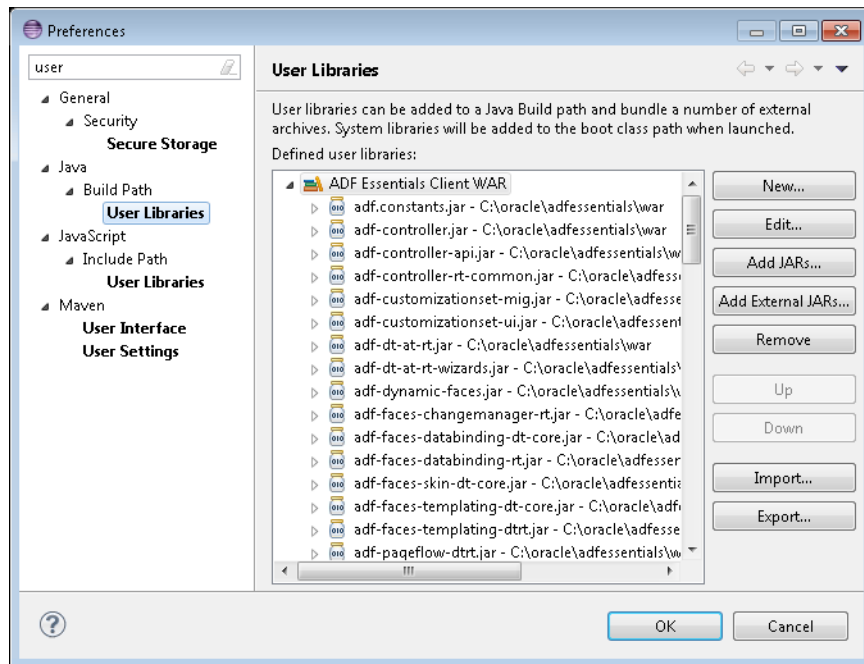 Preferences
user
General
Security
Secure Storage
Java
Build Path
User Libraries
JavaScript
Include Path
User Libraries
Maven
User Interface
User Settings
User Libraries
User libraries can be added to a Java Build path and bundle a number of external
archives. System libraries will be added to the boot class path when launched.
Defined user libraries:
ADF Essentials Client WAR
adf.constants.jar - C:\oracle\adfessentials\war
adf-controller.jar - C:\oracle\adfessentials\war
adf-controller-api.jar - C:\oracle\adfessentials\w
adf-controller-rt-common.jar - C:\oracle\adfesse
adf-customizationset-mig.jar - C:\oracle\adfesse
adf-customizationset-ui.jar - C:\oracle\adfessent
adf-dt-at-rt.jar - C:\oracle\adfessentials\war
adf-dt-at-rt-wizards.jar - C:\oracle\adfessentials\
adf-dynamic-faces.jar - C:\oracle\adfessentials\
adf-faces-changemanager-rt.jar - C:\oracle\adfe
adf-faces-databinding-dt-core.jar - C:\oracle\ad
adf-faces-databinding-rt.jar - C:\oracle\adfesser
adf-faces-skin-dt-core.jar - C:\oracle\adfessentia
adf-faces-templating-dt-core.jar - C:\oracle\adf
adf-faces-templating-dtrt.jar - C:\oracle\adfesse
adf-pageflow-dtrt.jar - C:\oracle\adfessentials\w
New...
Edit...
Add JARs...
Add External JARs...
Remove
Up
Down
Import...
Export...
OK
Cancel